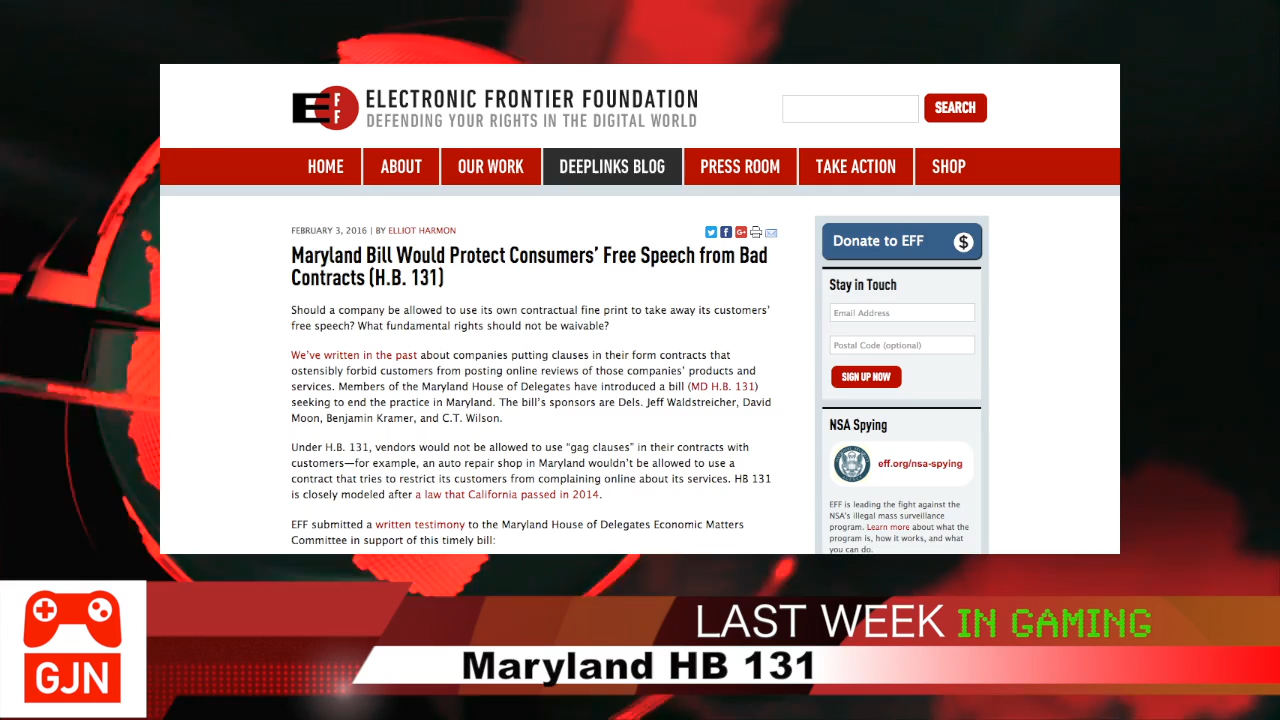 EFF
ELECTRONIC FRONTIER FOUNDATION
DEFENDING YOUR RIGHTS IN THE DIGITAL WORLD
SEARCH
HOME
ABOUT
OUR WORK
DEEPLINKS BLOG
PRESS ROOM
TAKE ACTION
SHOP
FEBRUARY 3, 2016 | BY ELLIOT HARMON
Maryland Bill Would Protect Consumers’ Free Speech from Bad
Contracts (H.B. 131)
Should a company be allowed to use its own contractual fine print to take away its customers’
free speech? What fundamental rights should not be waivable?
We’ve written in the past about companies putting clauses in their form contracts that
ostensibly forbid customers from posting online reviews of those companies’ products and
services. Members of the Maryland House of Delegates have introduced a bill (MD H.B. 131)
seeking to end the practice in Maryland. The bill’s sponsors are Dels. Jeff Waldstreicher, David
Moon, Benjamin Kramer, and C.T. Wilson.
Under H.B. 131, vendors would not be allowed to use “gag clauses” in their contracts with
customers—for example, an auto repair shop in Maryland wouldn’t be allowed to use a
contract that tries to restrict its customers from complaining online about its services. HB 131
is closely modeled after a law that California passed in 2014.
EFF submitted a written testimony to the Maryland House of Delegates Economic Matters
Committee in support of this timely bill:
Donate to EFF $
Stay in Touch
Email Address
Postal Code (optional)
SIGN UP NOW
NSA Spying
eff.org/nsa-spying
EFF is leading the fight against the
NSA's illegal mass surveillance
program. Learn more about what the
program is, how it works, and what
you can do.
LAST WEEK IN GAMING
Maryland HB 131
GJN